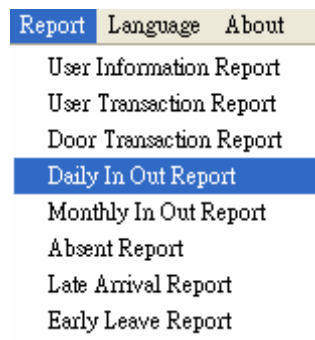 Report Language About
User Information Report
User Transaction Report
Door Transaction Report
Daily In Out Report
Monthly In Out Report
Absent Report
Late Arrival Report
Early Leave Report